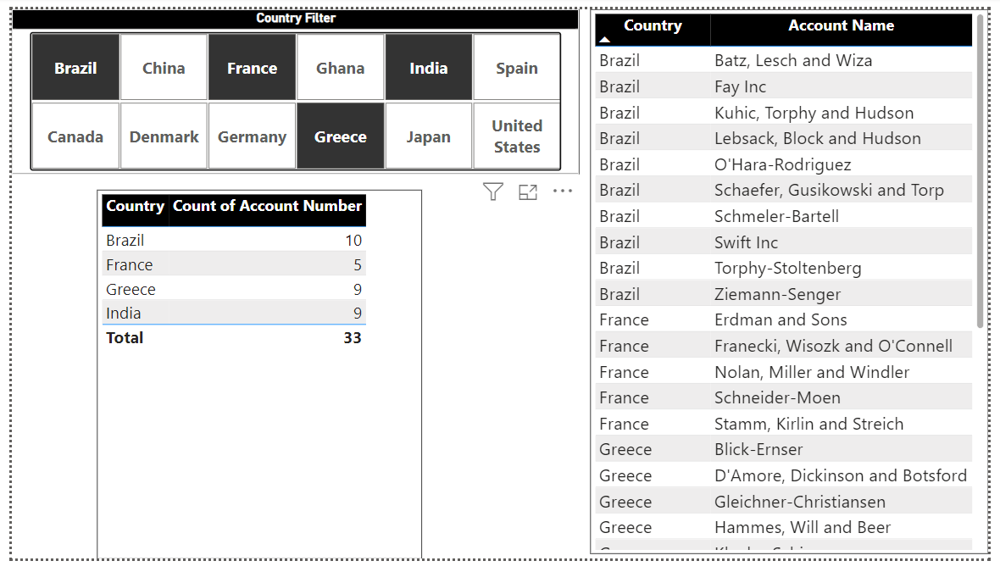 Country Filter
Brazil China France Ghana India Spain
Canada Denmark Germany Greece Japan United States
Country Count of Account Number
Brazil 10
France 5
Greece 9
India 9
Total 33
Country Account Name
Brazil Batz, Lesch and Wiza
Brazil Fay Inc
Brazil Kuhic, Torphy and Hudson
Brazil Lebsack, Block and Hudson
Brazil O'Hara-Rodriguez
Brazil Schaefer, Gusikowski and Torp
Brazil Schmeler-Bartell
Brazil Swift Inc
Brazil Torphy-Stoltenberg
Brazil Ziemann-Senger
France Erdman and Sons
France Franecki, Wisozk and O'Connell
France Nolan, Miller and Windler
France Schneider-Moen
France Stamm, Kirlin and Streich
Greece Blick-Ernser
Greece D'Amore, Dickinson and Botsford
Greece Gleichner-Christiansen
Greece Hammes, Will and Beer